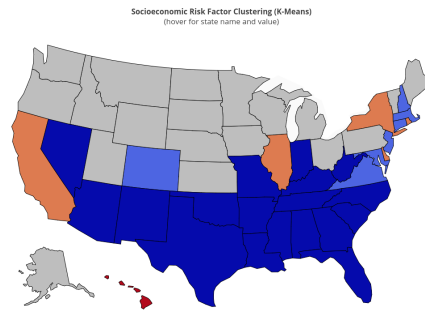 Socioeconomic Risk Factor Clustering (K-Means)
(hover for state name and value)